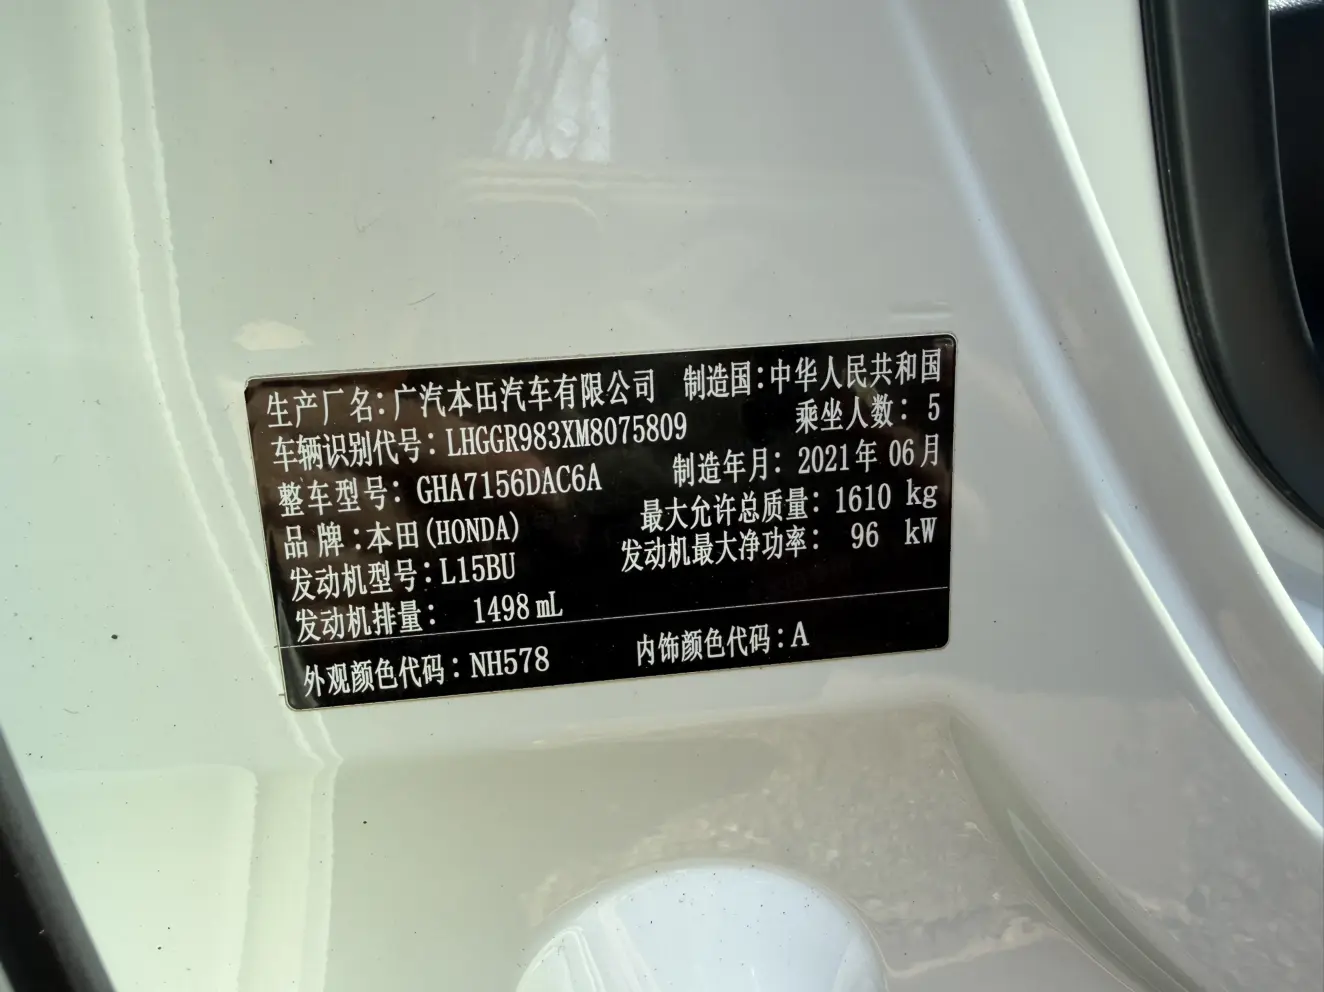 生产厂名:广汽本田汽车有限公司 制造国:中华人民共和国
车辆识别代号:LHGGR983XM8075809 乘坐人数:5
整车型号:GHA7156DAC6A 制造年月:2021年06月
品牌:本田(HONDA) 最大允许总质量:1610 kg
发动机型号:L15BU 发动机最大净功率:96 kW
发动机排量:1498 mL
外观颜色代码:NH578 内饰颜色代码:A